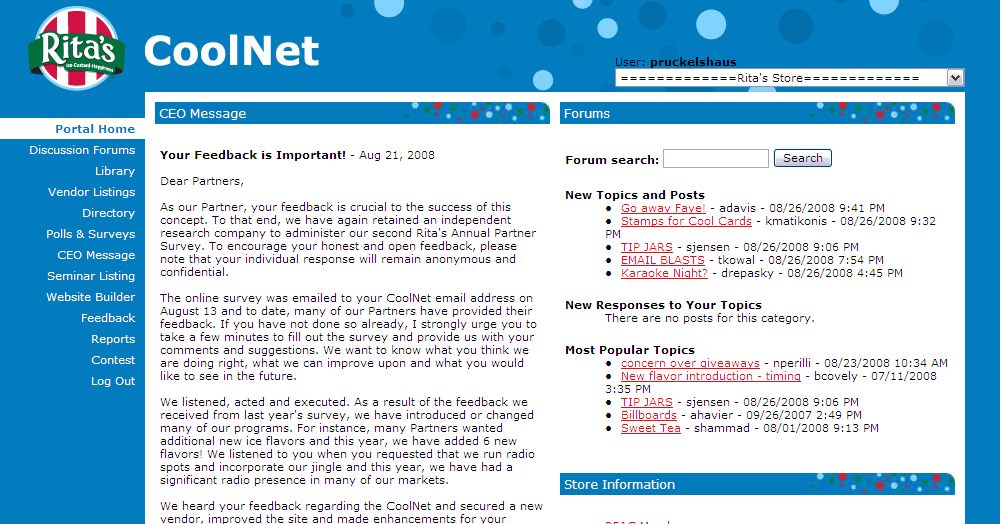 Rita's
Ice-Custard-Happiness
CoolNet
User: pruckelshaus
=============Rita's Store=============
Portal Home
Discussion Forums
Library
Vendor Listings
Directory
Polls & Surveys
CEO Message
Seminar Listing
Website Builder
Feedback
Reports
Contest
Log Out
CEO Message
Your Feedback is Important! - Aug 21, 2008
Dear Partners,
As our Partner, your feedback is crucial to the success of this
concept. To that end, we have again retained an independent
research company to administer our second Rita's Annual Partner
Survey. To encourage your honest and open feedback, please
note that your individual response will remain anonymous and
confidential.
The online survey was emailed to your CoolNet email address on
August 13 and to date, many of our Partners have provided their
feedback. If you have not done so already, I strongly urge you to
take a few minutes to fill out the survey and provide us with your
comments and suggestions. We want to know what you think we
are doing right, what we can improve upon and what you would
like to see in the future.
We listened, acted and executed. As a result of the feedback we
received from last year's survey, we have introduced or changed
many of our programs. For instance, many Partners wanted
additional new ice flavors and this year, we have added 6 new
flavors! We listened to you when you requested that we run radio
spots and incorporate our jingle and this year, we have had a
significant radio presence in many of our markets.
We heard your feedback regarding the CoolNet and secured a new
vendor, improved the site and made enhancements for your
Forums
Forum search: Search
New Topics and Posts
• Go away Faye! - adavis - 08/26/2008 9:41 PM
• Stamps for Cool Cards - kmatikonis - 08/26/2008 9:32
PM
• TIP JARS - sjensen - 08/26/2008 9:06 PM
• EMAIL BLASTS - tkowal - 08/26/2008 7:54 PM
• Karaoke Night? - drepasky - 08/26/2008 4:45 PM
New Responses to Your Topics
There are no posts for this category.
Most Popular Topics
• concern over giveaways - nperilli - 08/23/2008 10:34 AM
• New flavor introduction - timing - bcovely - 07/11/2008
3:35 PM
• TIP JARS - sjensen - 08/26/2008 9:06 PM
• Billboards - ahavier - 09/26/2007 2:49 PM
• Sweet Tea - shammad - 08/01/2008 9:13 PM
Store Information